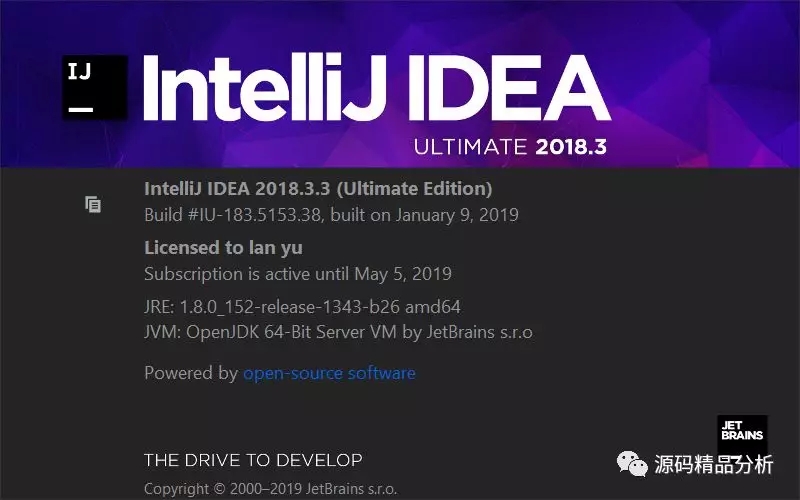 IJ
IntelliJ IDEA
ULTIMATE 2018.3
IntelliJ IDEA 2018.3.3 (Ultimate Edition)
Build #IU-183.5153.38, built on January 9, 2019
Licensed to lan yu
Subscription is active until May 5, 2019
JRE: 1.8.0_152-release-1343-b26 amd64
JVM: OpenJDK 64-Bit Server VM by JetBrains s.r.o
Powered by open-source software
JET
BRAINS
THE DRIVE TO DEVELOP
源码精品分析
Copyright © 2000–2019 JetBrains s.r.o.